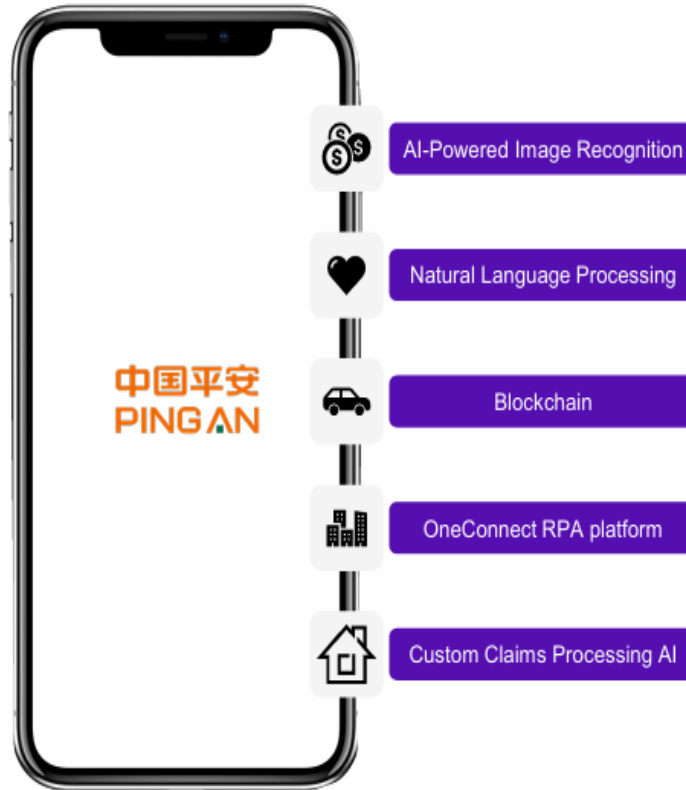 AI-Powered Image Recognition
Natural Language Processing
中国平安
PING AN
Blockchain
OneConnect RPA platform
Custom Claims Processing AI